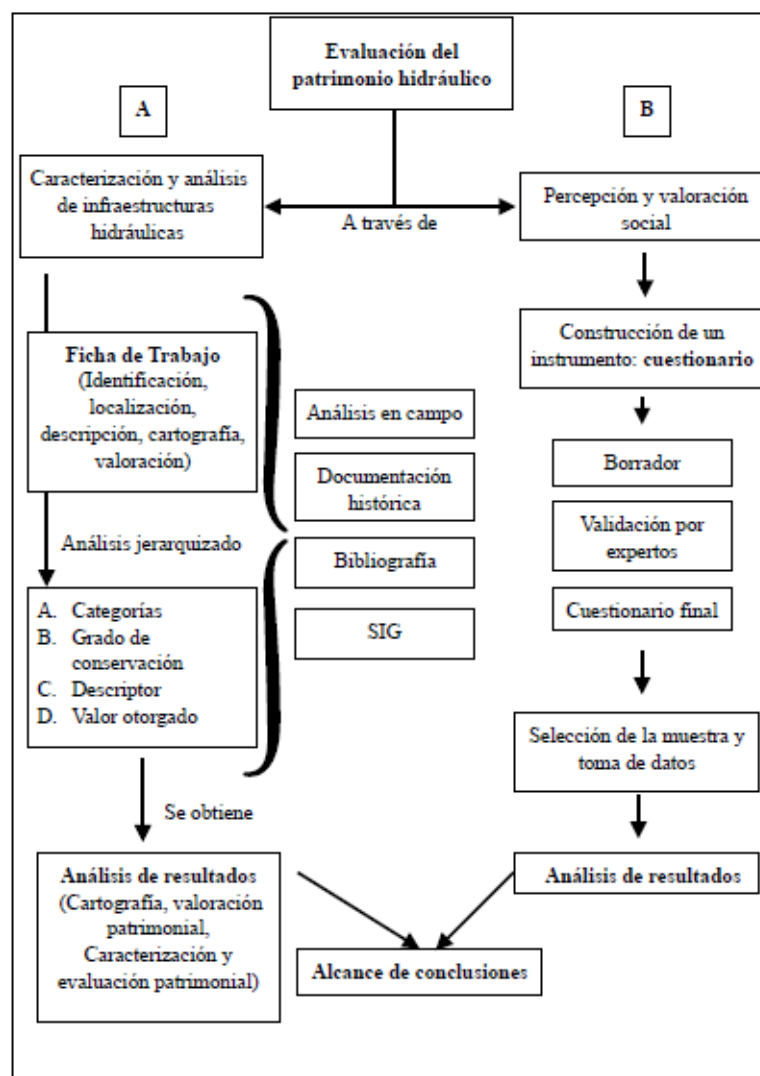 Evaluación del
patrimonio hidráulico
A
B
Caracterización y análisis
de infraestructuras
hidráulicas
A través de
Percepción y valoración
social
Ficha de Trabajo
(Identificación,
localización,
descripción, cartografía,
valoración)
Análisis jerarquizado
A. Categorías
B. Grado de
conservación
C. Descriptor
D. Valor otorgado
Se obtiene
Análisis de resultados
(Cartografía, valoración
patrimonial,
Caracterización y
evaluación patrimonial)
Análisis en campo
Documentación
histórica
Bibliografía
SIG
Construcción de un
instrumento: cuestionario
Borrador
Validación por
expertos
Cuestionario final
Selección de la muestra y
toma de datos
Análisis de resultados
Alcance de conclusiones